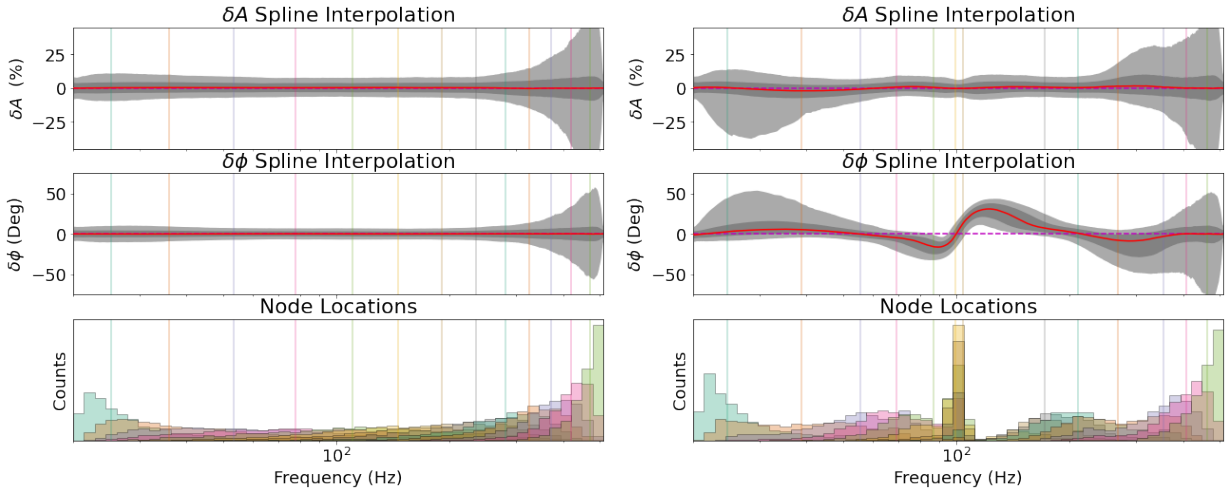 δA Spline Interpolation
δA (%)
25
0
−25
δϕ Spline Interpolation
δϕ (Deg)
50
0
−50
Node Locations
Counts
10²
Frequency (Hz)
δA Spline Interpolation
δA (%)
25
0
−25
δϕ Spline Interpolation
δϕ (Deg)
50
0
−50
Node Locations
Counts
10²
Frequency (Hz)